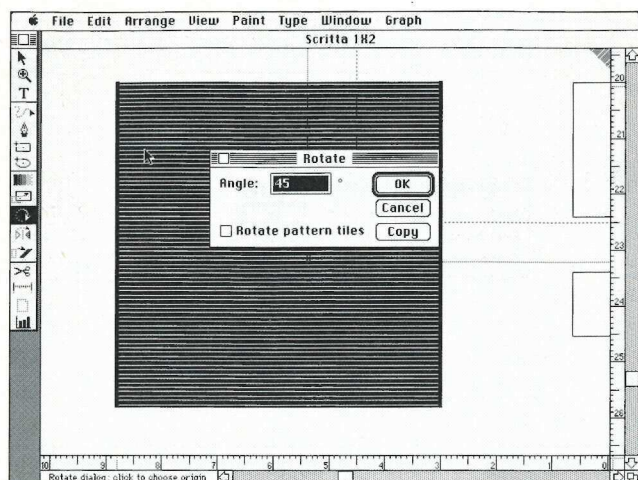 File Edit Arrange View Paint Type Window Graph
Scritta 1X2
T
Rotate
Angle: 45 °
OK
Cancel
Rotate pattern tiles
Copy
20
21
22
23
24
25
26
10 9 8 7 6 5 4 3 2 1 0
Rotate dialog: click to choose origin